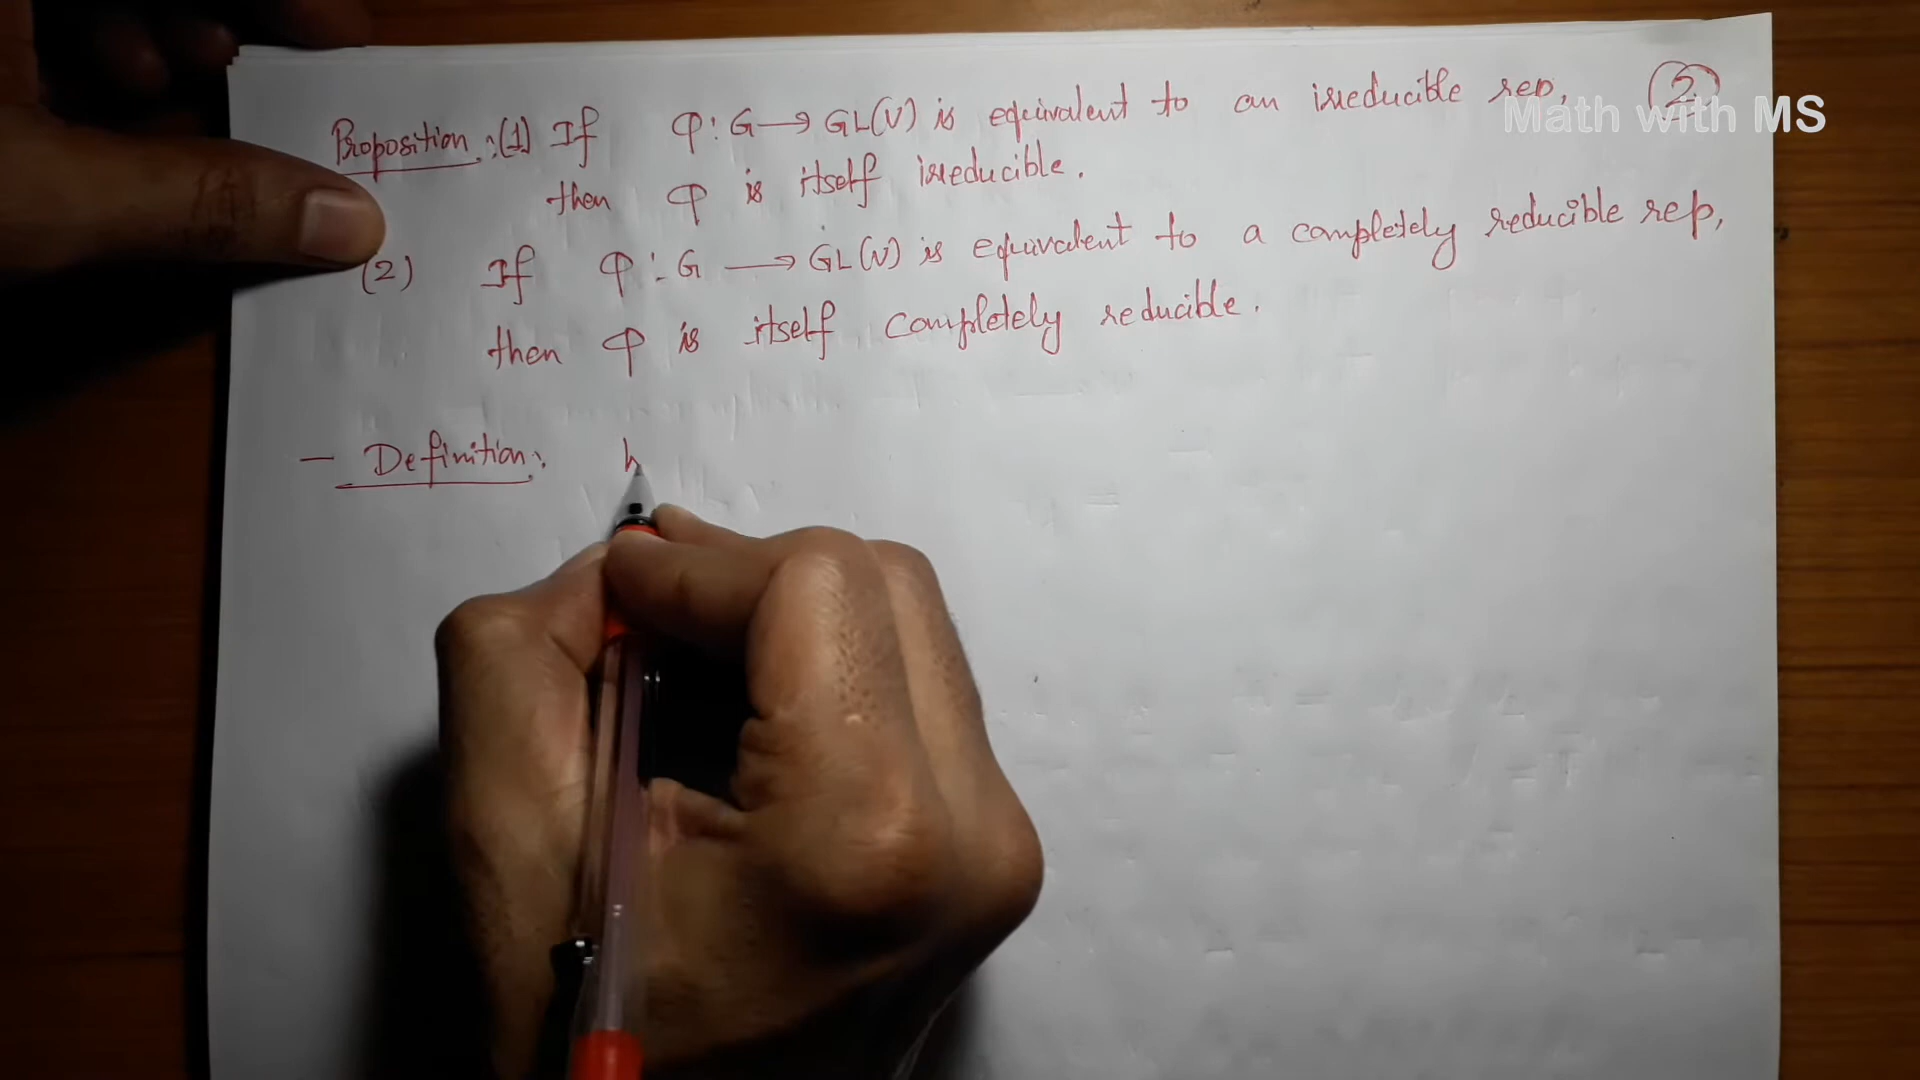 Proposition :(1) If φ: G → GL(V) is equivalent to an irreducible rep, (2)
Math with MS
then φ is itself irreducible.
(2) If φ: G → GL(V) is equivalent to a completely reducible rep,
then φ is itself completely reducible.
- Definition: